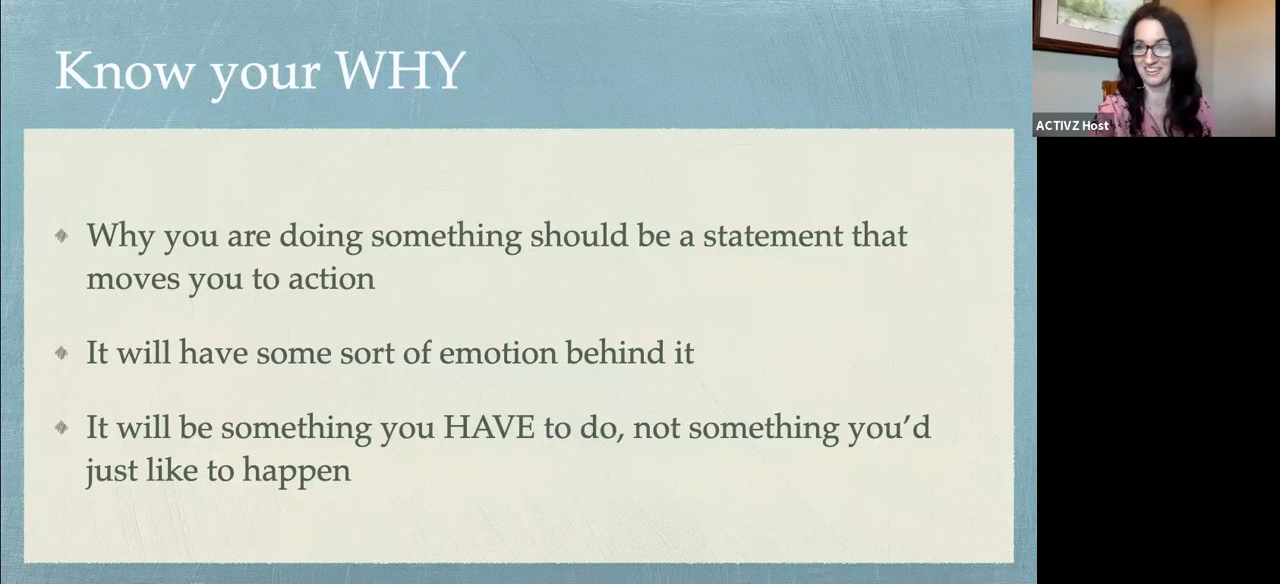 Know your WHY
Why you are doing something should be a statement that
moves you to action
It will have some sort of emotion behind it
It will be something you HAVE to do, not something you’d
just like to happen
ACTIVZ Host